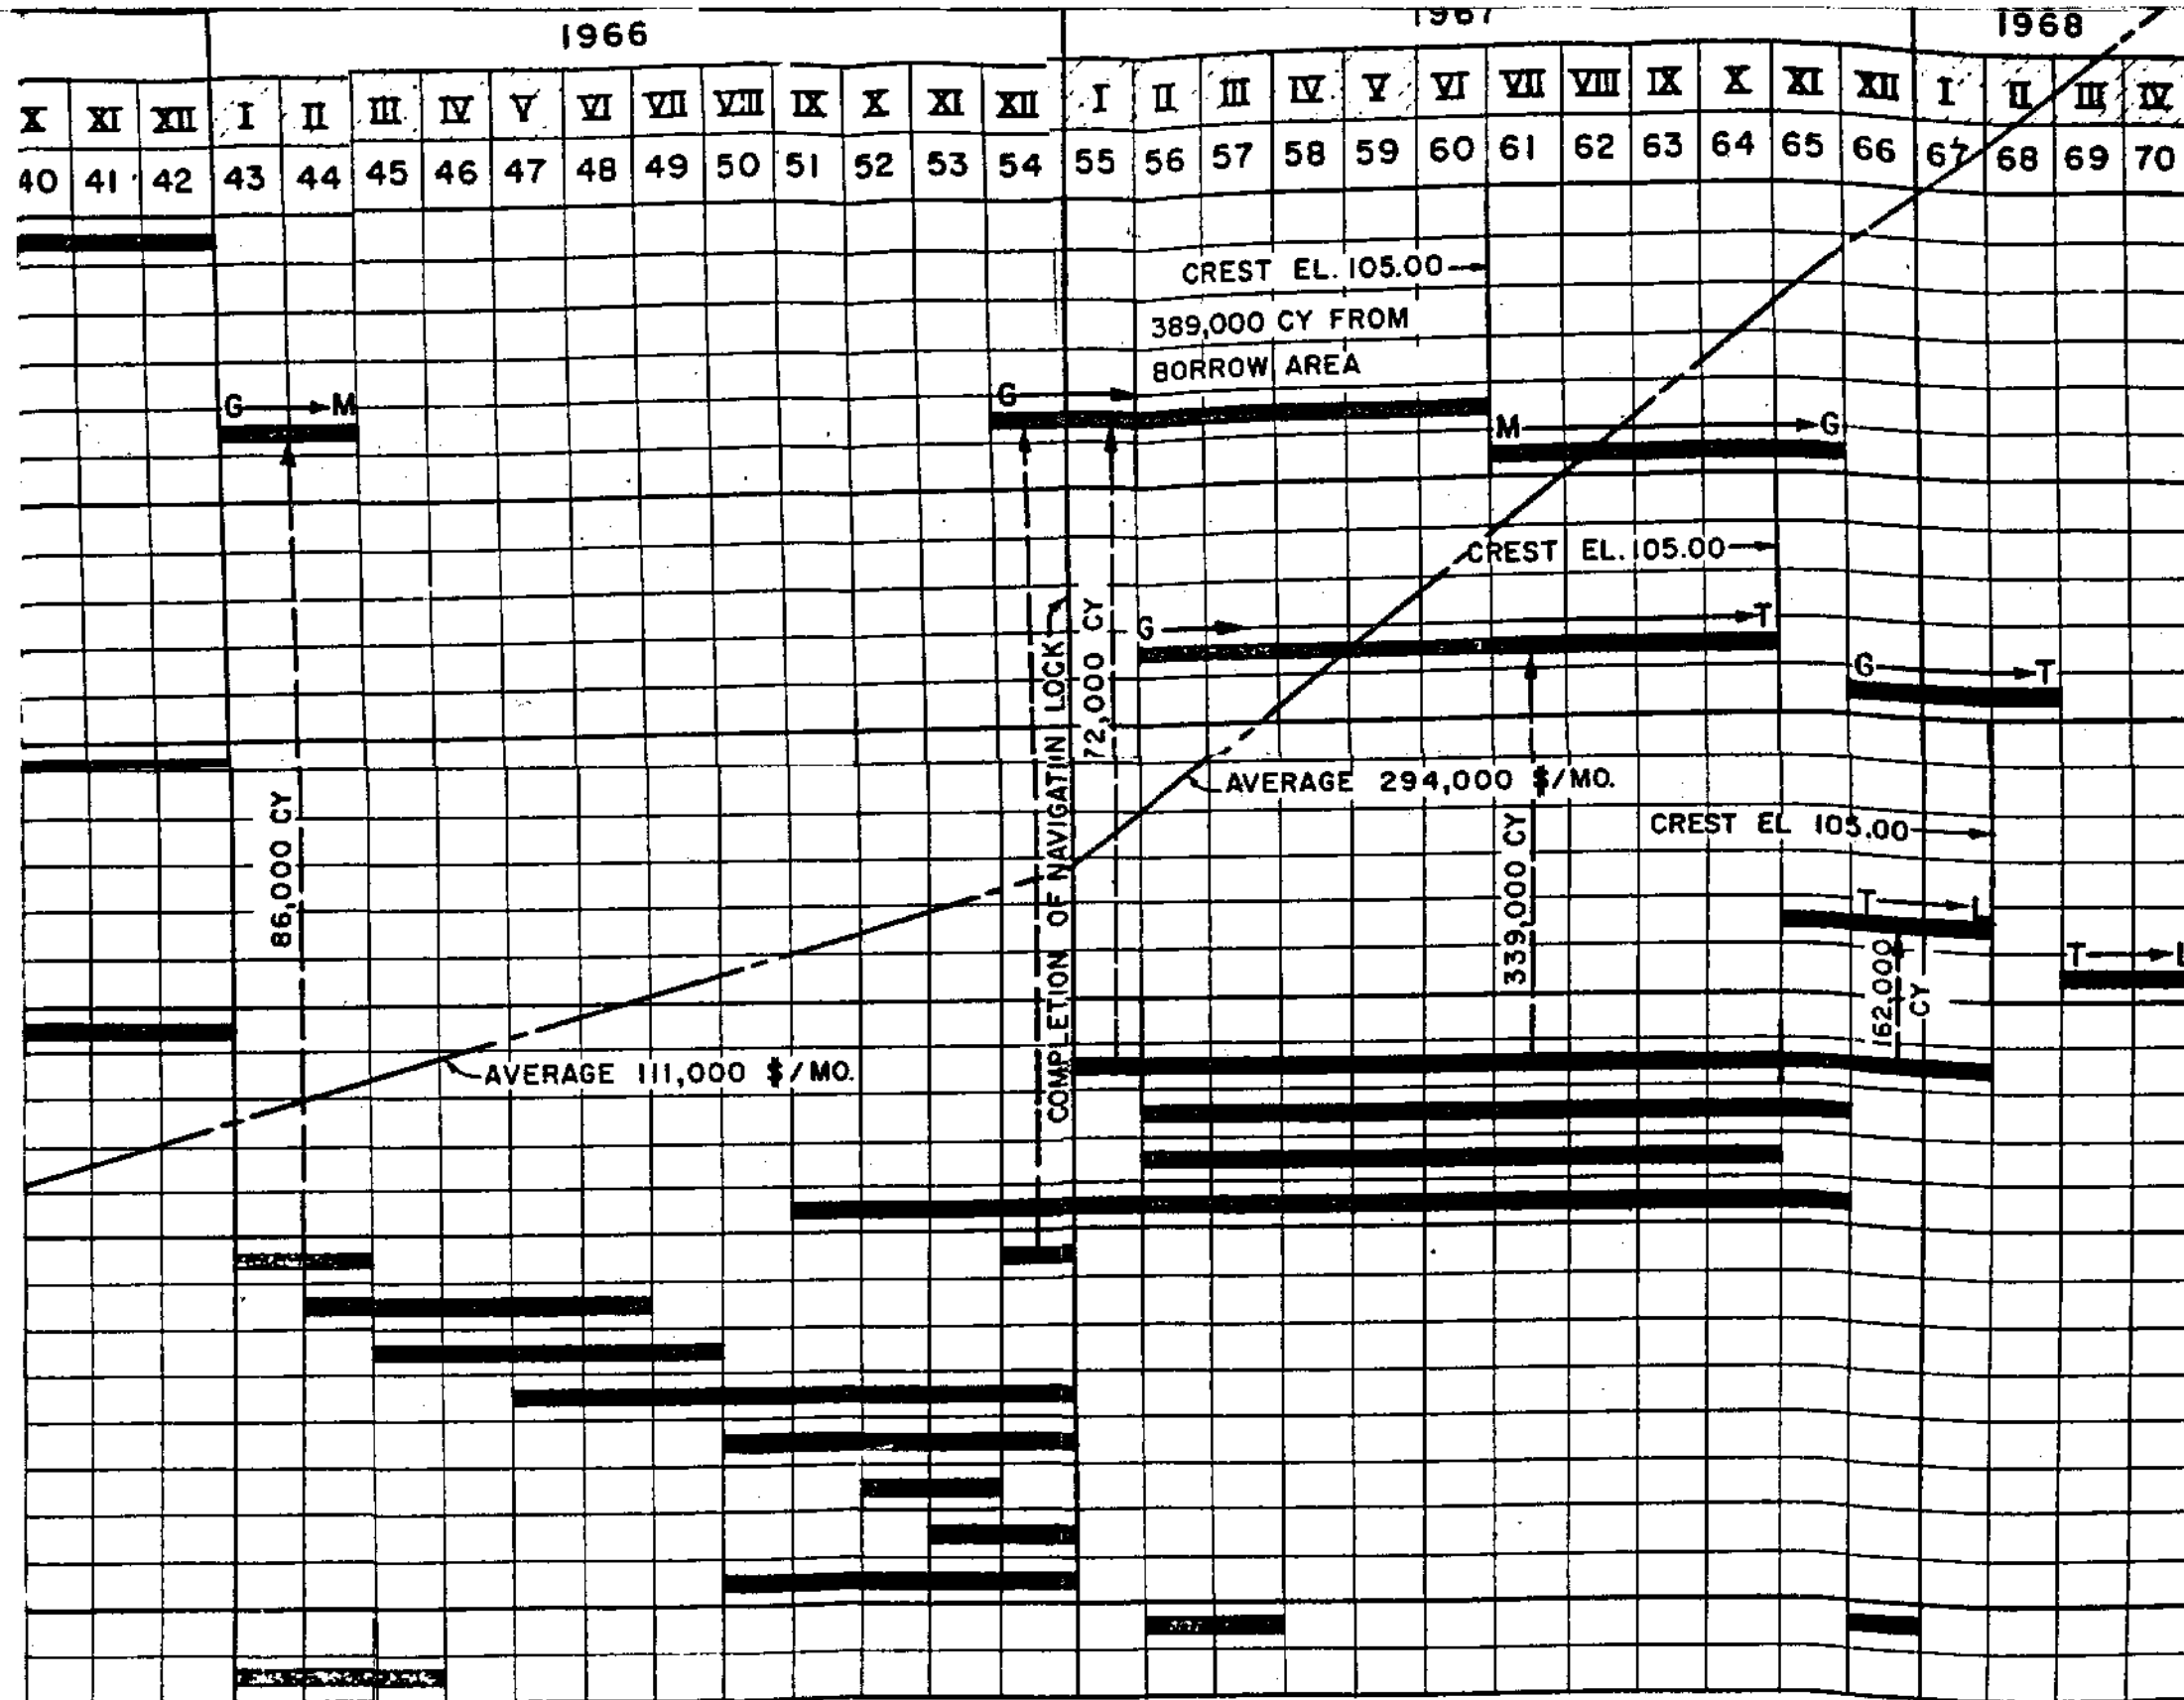 1966 1967 1968
X XI XII I II III IV V VI VII VIII IX X XI XII I II III IV V VI VII VIII IX X XI XII I II III IV
40 41 42 43 44 45 46 47 48 49 50 51 52 53 54 55 56 57 58 59 60 61 62 63 64 65 66 67 68 69 70
CREST EL. 105.00
389,000 CY FROM
BORROW AREA
G M
G
M G
CREST EL. 105.00
G T
G T
COMPLETION OF NAVIGATIN LOCK
72,000 CY
AVERAGE 294,000 $/MO.
86,000 CY
339,000 CY
CREST EL 105.00
T L
162,000
CY
T L
AVERAGE 111,000 $/MO.